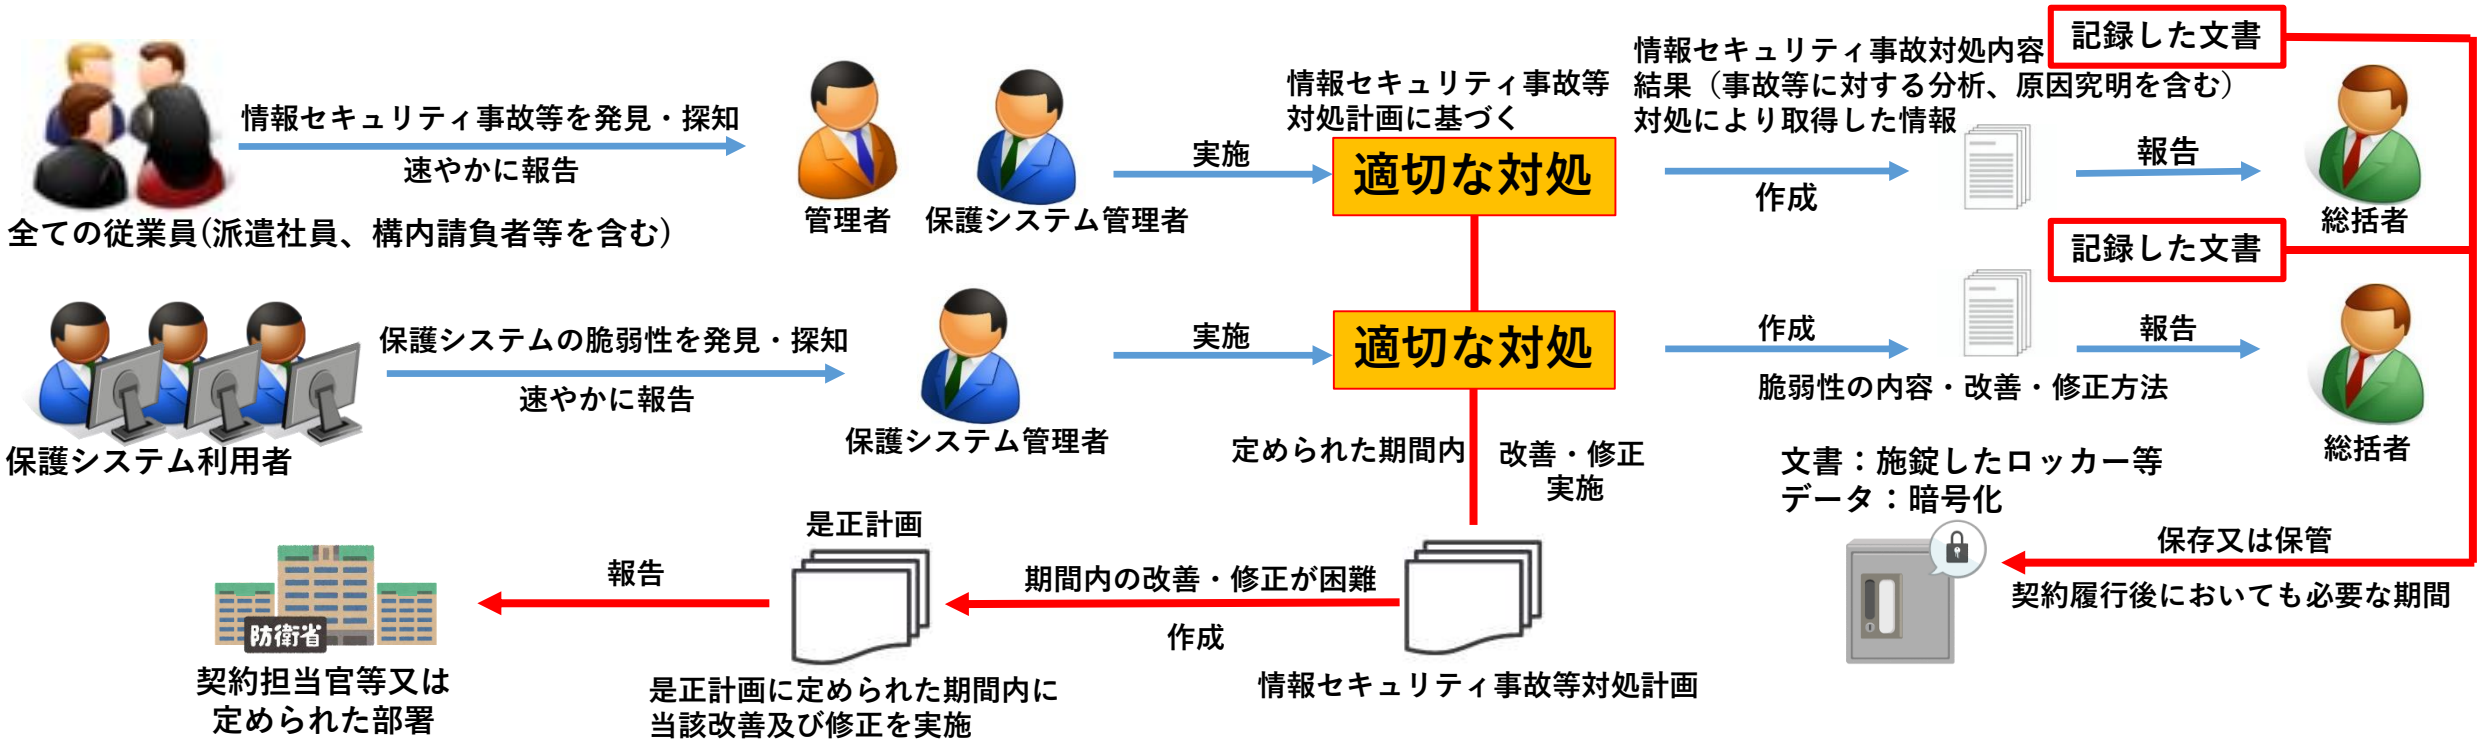 記録した文書
情報セキュリティ事故対処内容
結果（事故等に対する分析、原因究明を含む）
対処により取得した情報
情報セキュリティ事故等
対処計画に基づく
情報セキュリティ事故等を発見・探知
速やかに報告
実施
適切な対処
作成
報告
全ての従業員(派遣社員、構内請負者等を含む)
管理者
保護システム管理者
総括者
記録した文書
保護システムの脆弱性を発見・探知
速やかに報告
実施
適切な対処
作成
報告
脆弱性の内容・改善・修正方法
保護システム利用者
保護システム管理者
定められた期間内
改善・修正
実施
総括者
文書：施錠したロッカー等
データ：暗号化
保存又は保管
契約履行後においても必要な期間
是正計画
報告
期間内の改善・修正が困難
作成
防衛省
契約担当官等又は
定められた部署
是正計画に定められた期間内に
当該改善及び修正を実施
情報セキュリティ事故等対処計画